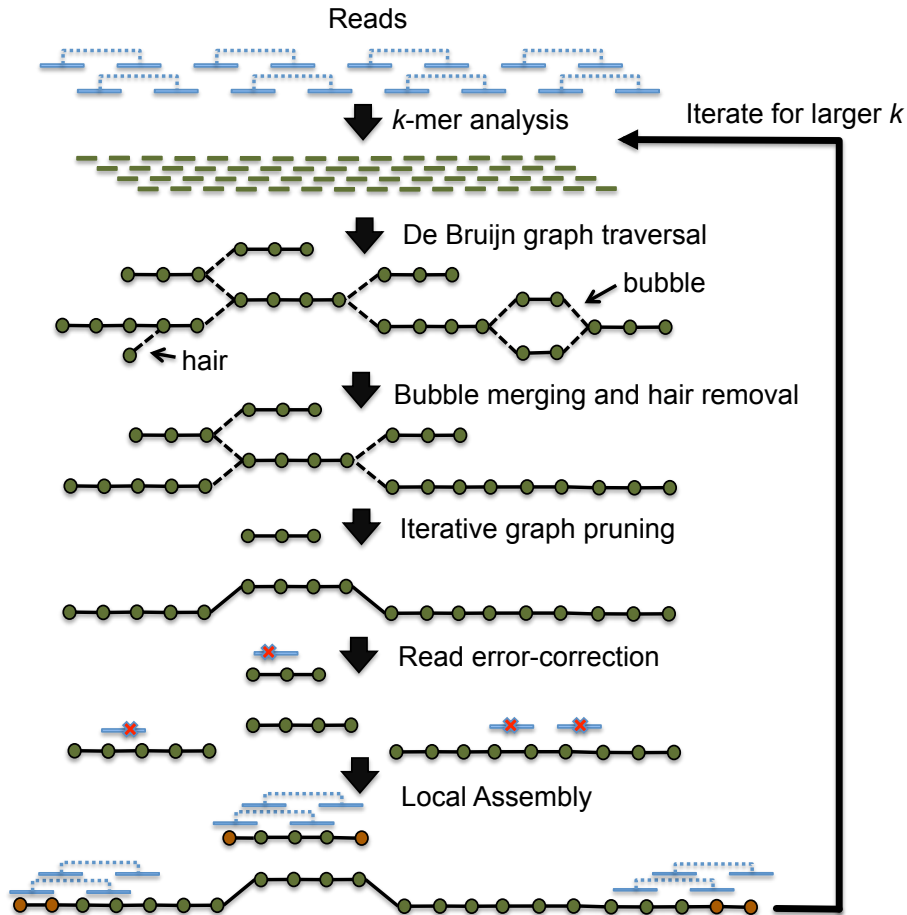 Reads
k-mer analysis
Iterate for larger k
De Bruijn graph traversal
bubble
hair
Bubble merging and hair removal
Iterative graph pruning
Read error-correction
Local Assembly